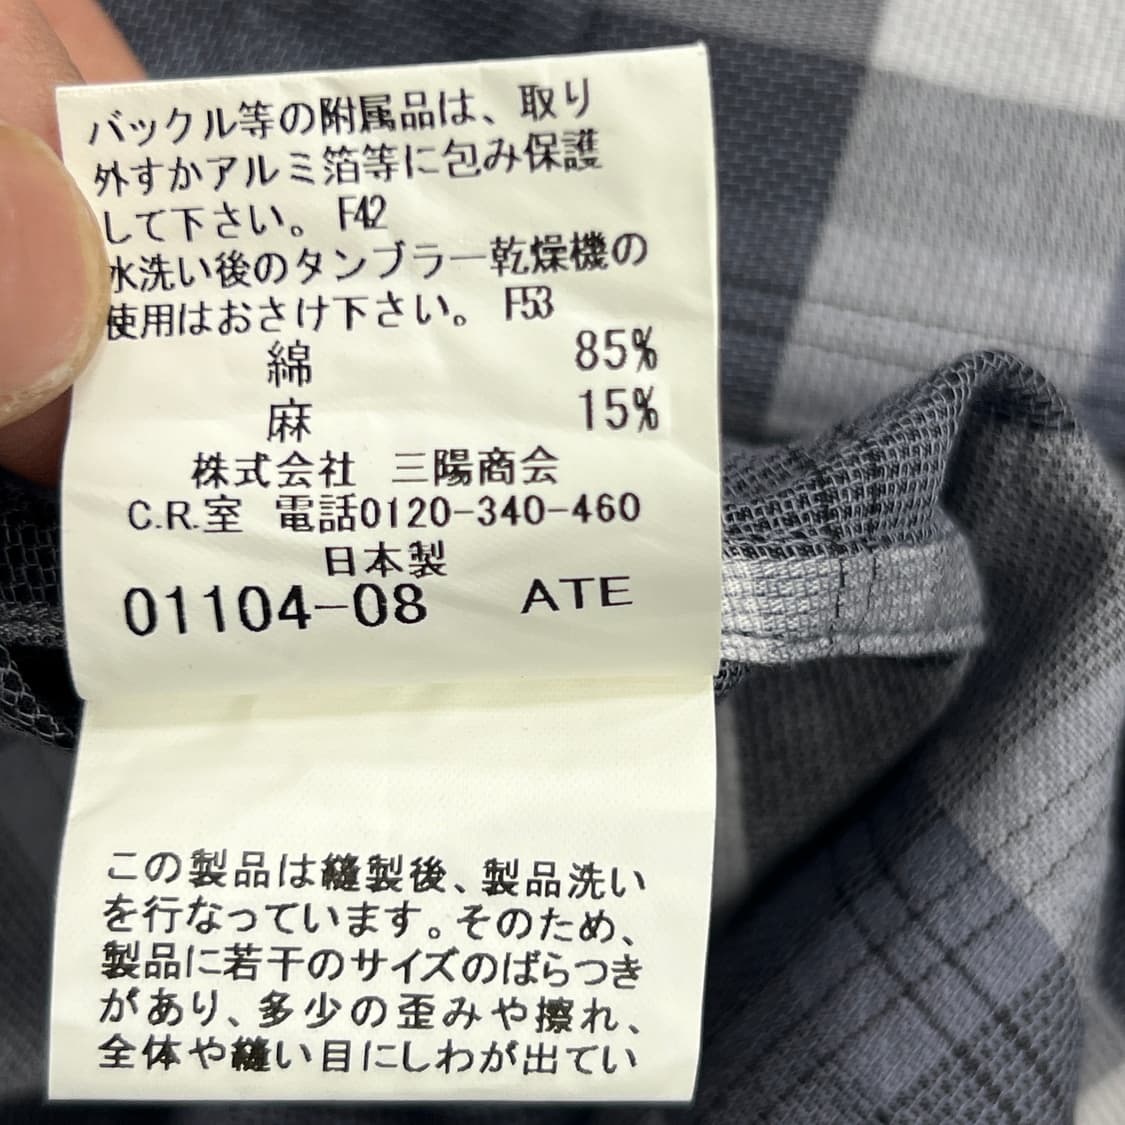 バックル等の附属品は、取り
外すかアルミ箔等に包み保護
して下さい。 F42
水洗い後のタンブラー乾燥機の
使用はおさけ下さい。 F53
綿 85%
麻 15%
株式会社 三陽商会
C.R.室 電話0120-340-460
日本製
01104-08 ATE
この製品は縫製後、製品洗い
を行なっています。そのため、
製品に若干のサイズのばらつき
があり、多少の歪みや擦れ、
全体や縫い目にしわが出てい